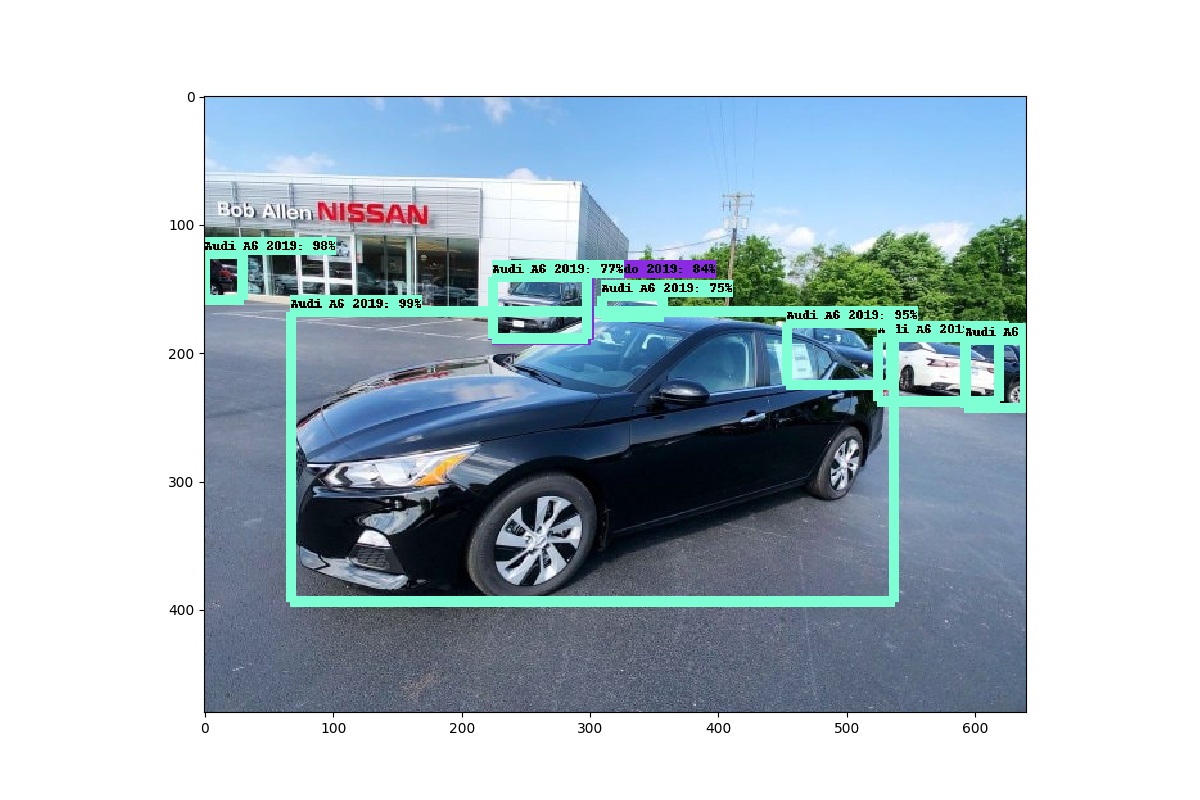 0
100
200
300
400
0 100 200 300 400 500 600
Bob Allen NISSAN
Audi A6 2019: 98%
Audi A6 2019: 77%
do 2019: 84%
Audi A6 2019: 75%
Audi A6 2019: 99%
Audi A6 2019: 95%
A6 201
Audi A6